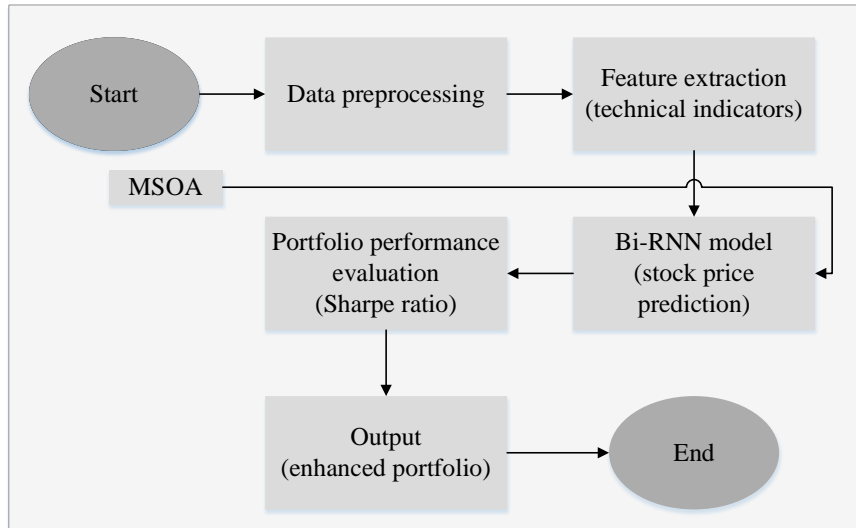 Start
Data preprocessing
Feature extraction
(technical indicators)
MSOA
Portfolio performance
evaluation
(Sharpe ratio)
Bi-RNN model
(stock price
prediction)
Output
(enhanced portfolio)
End